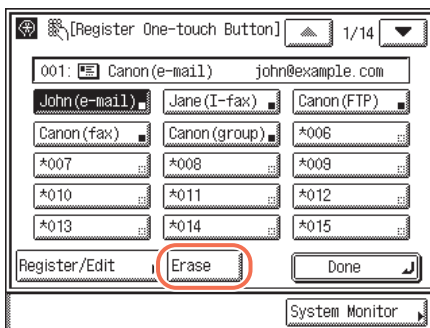 [Register One-touch Button] 1/14
001: Canon(e-mail) john@example.com
John(e-mail) Jane(I-fax) Canon(FTP)
Canon(fax) Canon(group) *006
*007 *008 *009
*010 *011 *012
*013 *014 *015
Register/Edit Erase Done
System Monitor